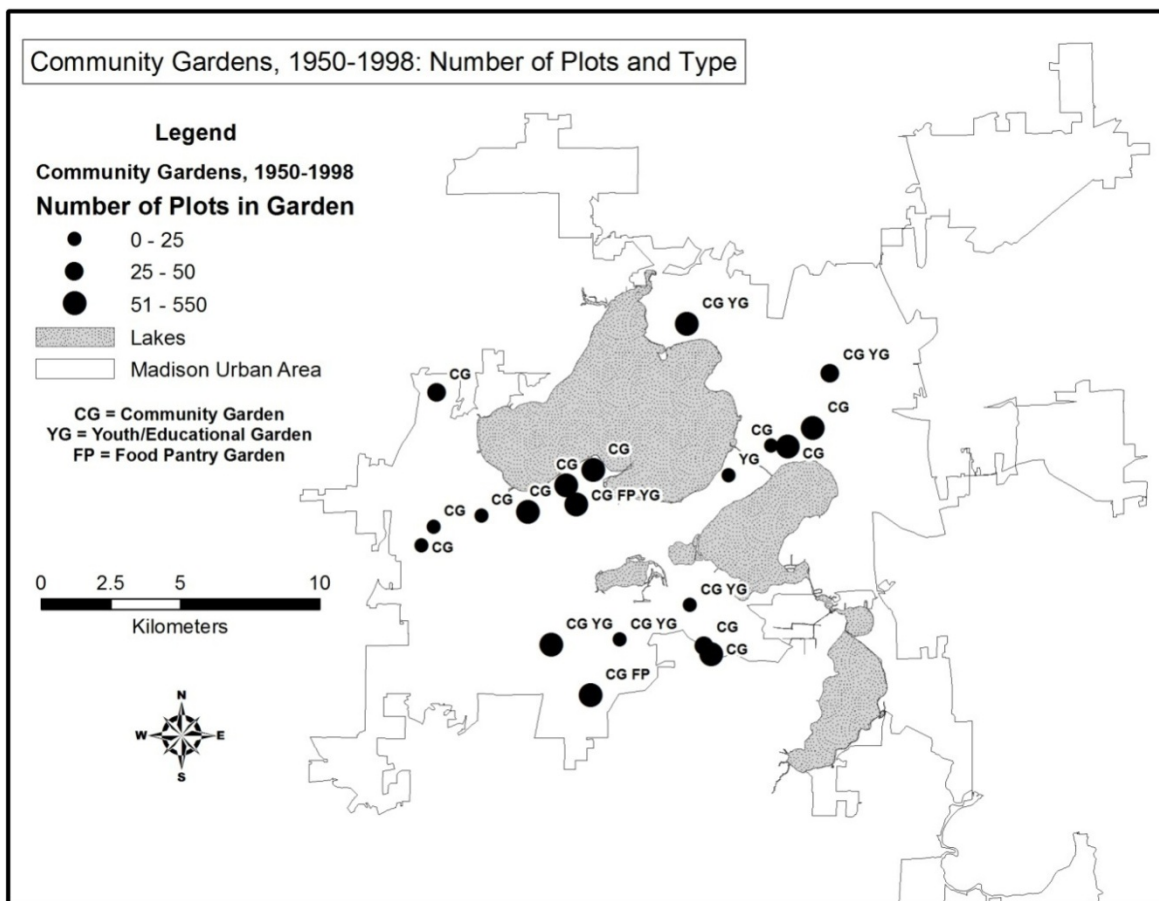 Community Gardens, 1950-1998: Number of Plots and Type
Legend
Community Gardens, 1950-1998
Number of Plots in Garden
0 - 25
25 - 50
51 - 550
Lakes
Madison Urban Area
CG = Community Garden
YG = Youth/Educational Garden
FP = Food Pantry Garden
0 2.5 5 10
Kilometers
N
W E
S
CG YG
CG YG
CG
CG
CG
CG
CG
CG
YG
CG FP YG
CG
CG
CG
CG
CG YG
CG YG
CG YG
CG
CG
CG FP